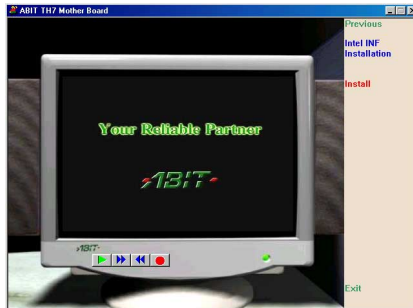 ABIT TH7 Mother Board
Previous
Intel INF
Installation
Install
Your Reliable Partner
ABIT
ABIT
Exit